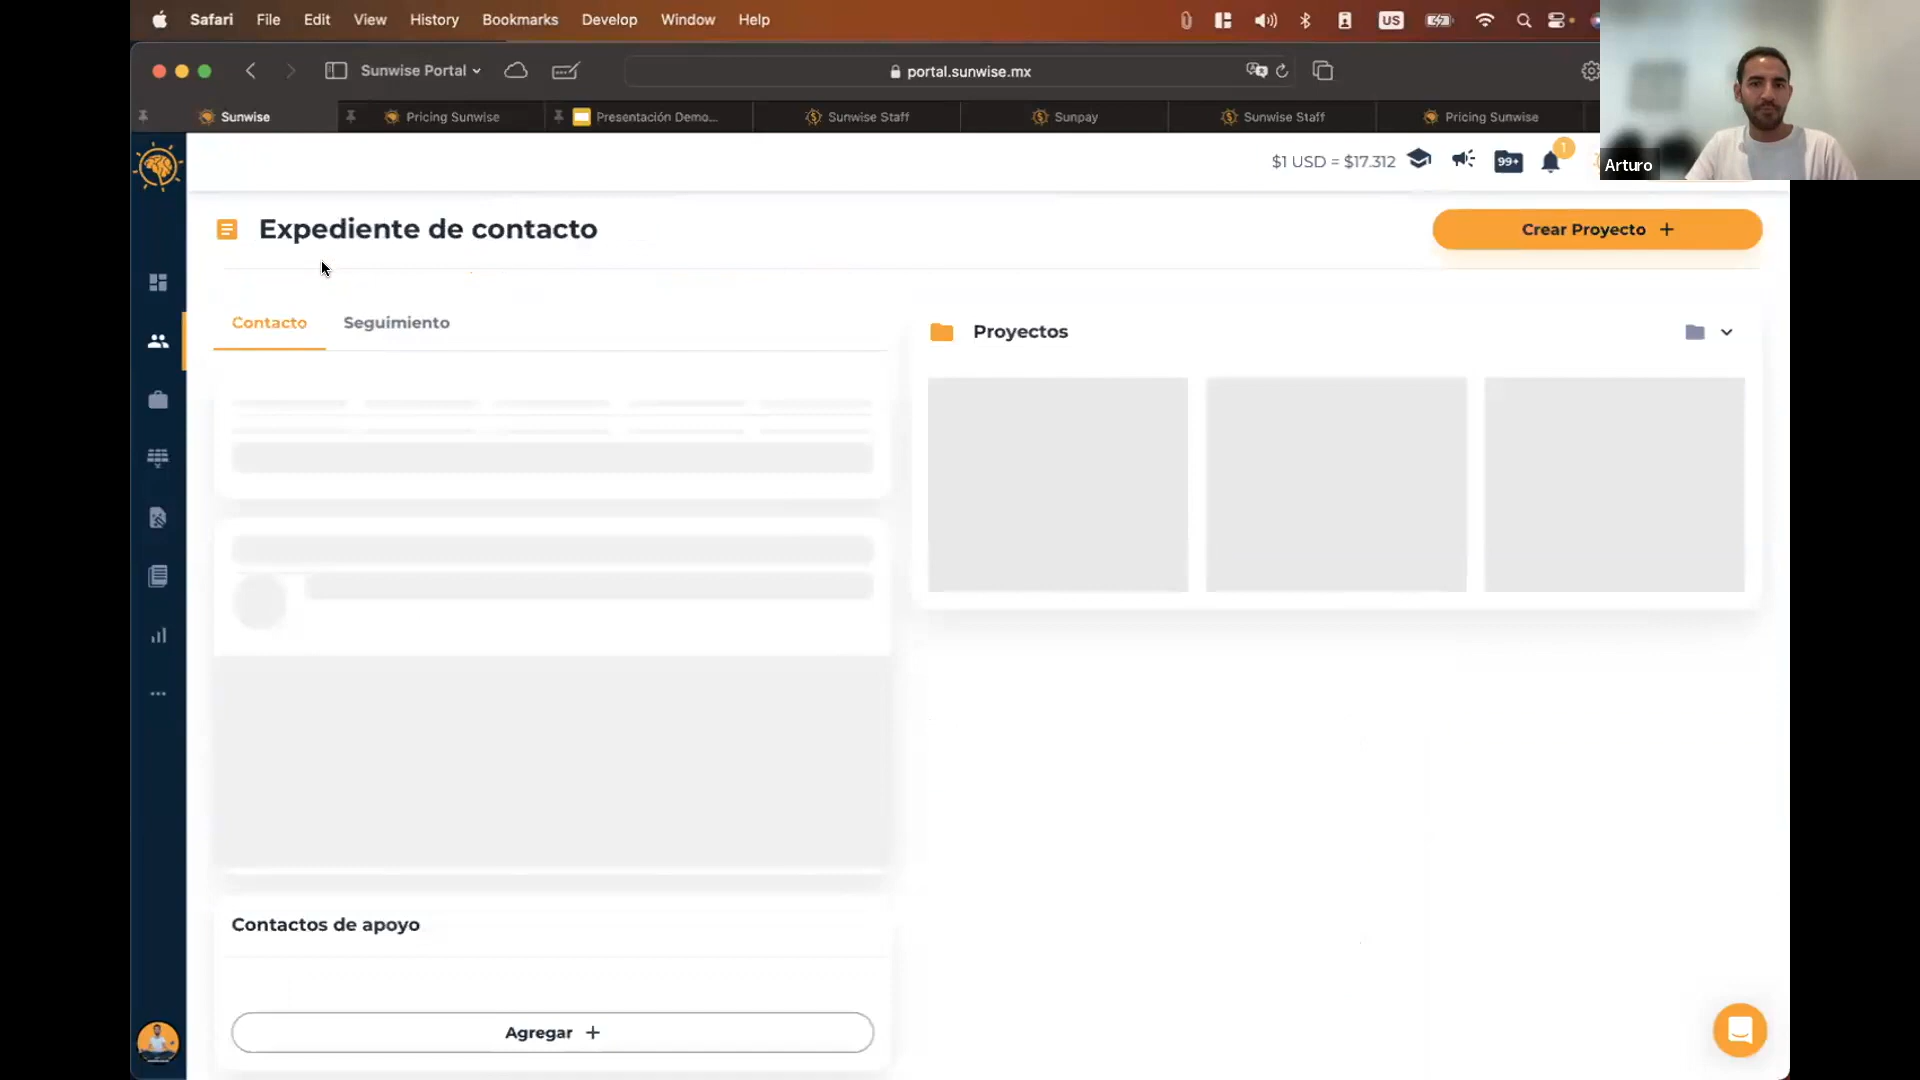 Safari File Edit View History Bookmarks Develop Window Help
US
Sunwise Portal
portal.sunwise.mx
Sunwise
Pricing Sunwise
Presentación Demo...
Sunwise Staff
Sunpay
Sunwise Staff
Pricing Sunwise
Arturo
$1 USD = $17.312
99+
1
Expediente de contacto
Crear Proyecto +
Contacto
Seguimiento
Proyectos
Contactos de apoyo
Agregar +